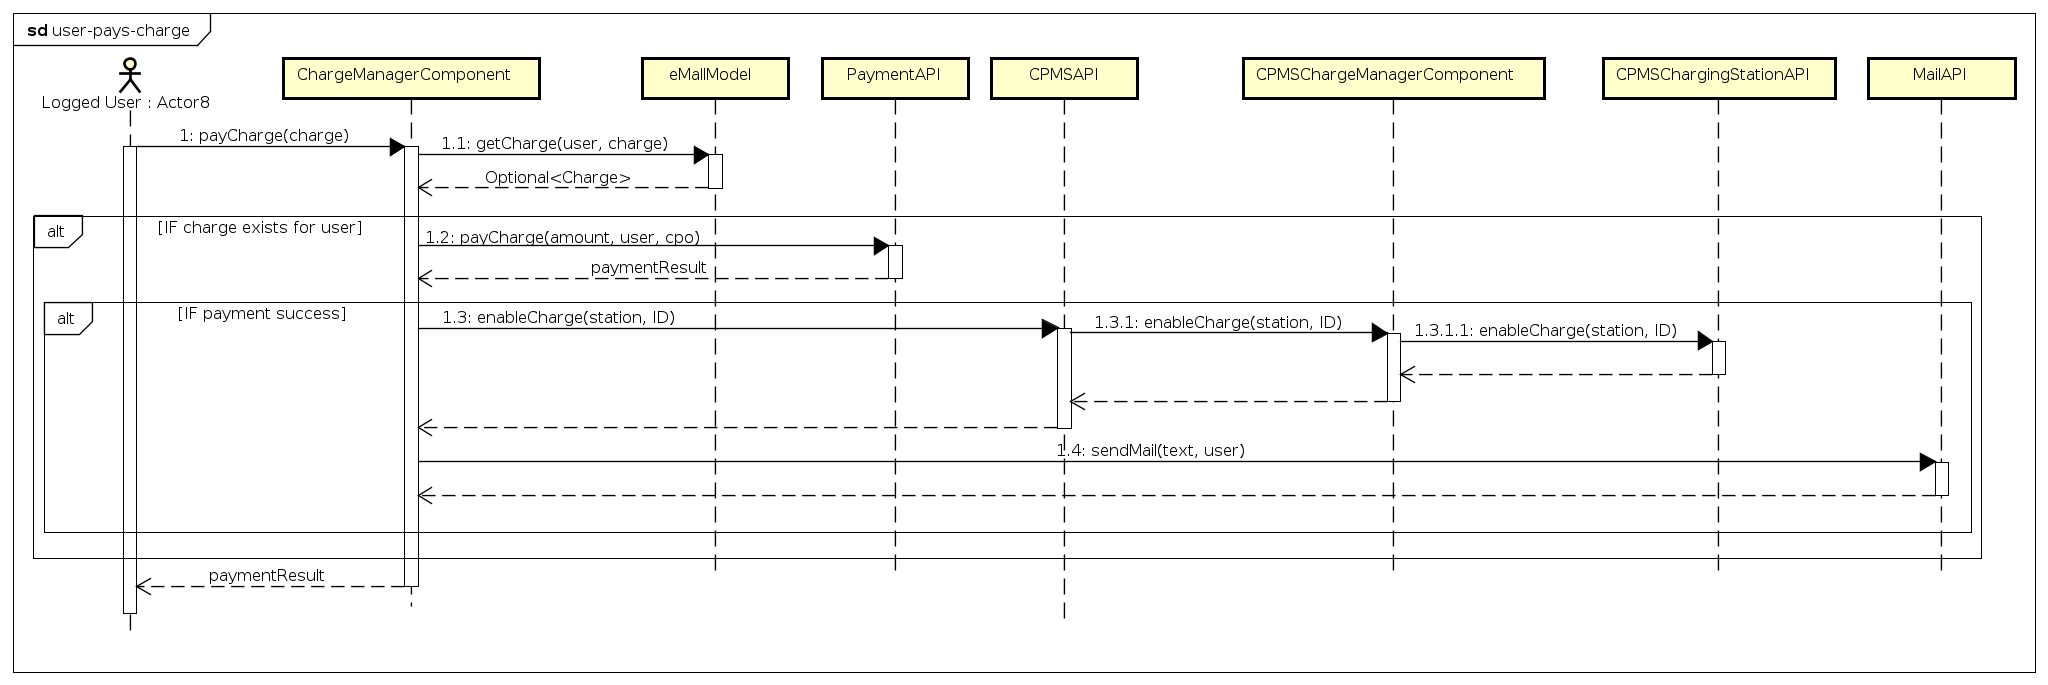 sd user-pays-charge
Logged User : Actor8
ChargeManagerComponent
eMallModel
PaymentAPI
CPMSAPI
CPMSChargeManagerComponent
CPMSChargingStationAPI
MailAPI
1: payCharge(charge)
1.1: getCharge(user, charge)
Optional<Charge>
alt
[IF charge exists for user]
1.2: payCharge(amount, user, cpo)
paymentResult
alt
[IF payment success]
1.3: enableCharge(station, ID)
1.3.1: enableCharge(station, ID)
1.3.1.1: enableCharge(station, ID)
1.4: sendMail(text, user)
paymentResult